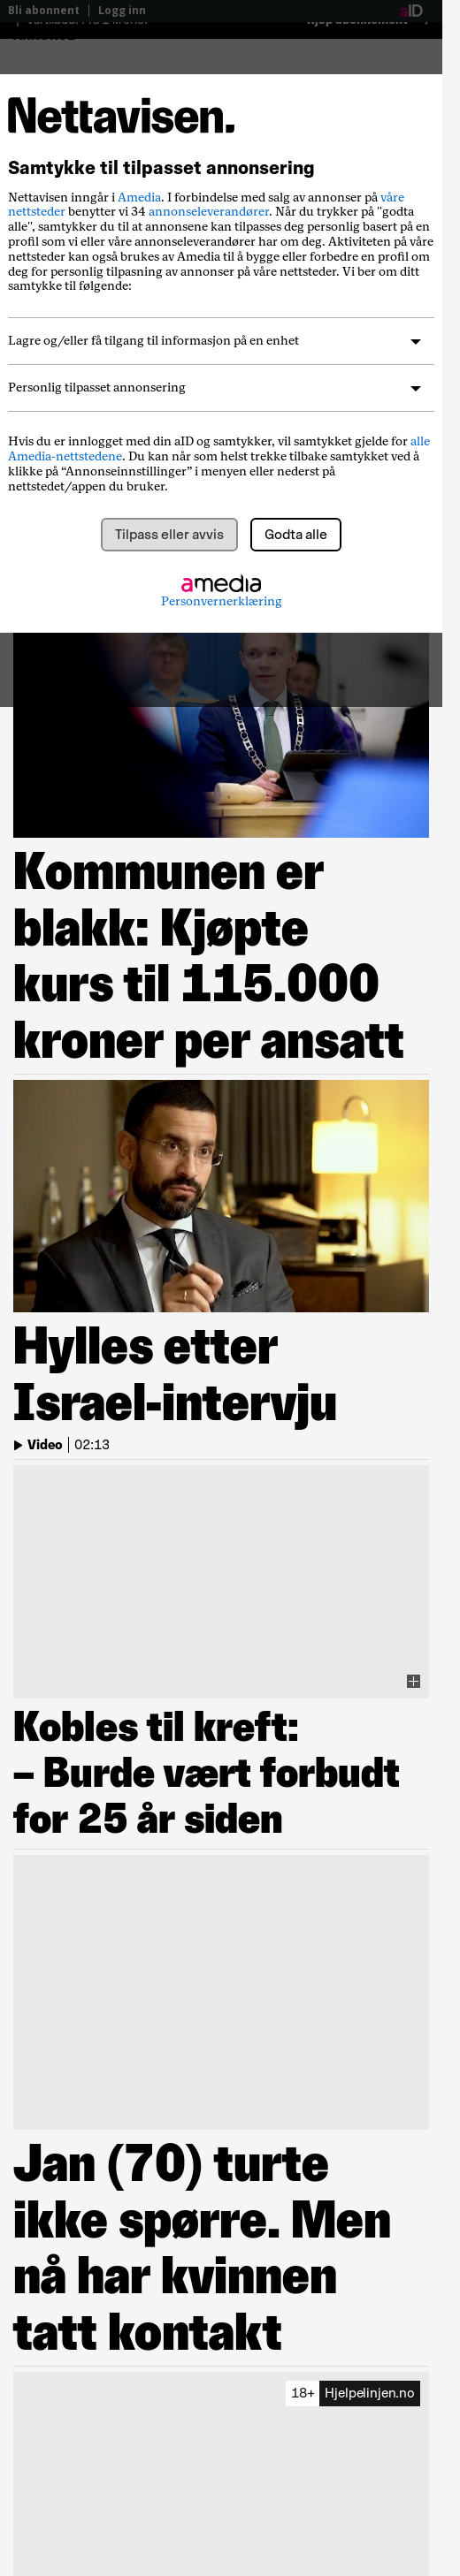 Bli abonnent
Logg inn
aID
Nettavisen.
Samtykke til tilpasset annonsering
Nettavisen inngår i Amedia. I forbindelse med salg av annonser på våre
nettsteder benytter vi 34 annonseleverandører. Når du trykker på "godta
alle", samtykker du til at annonsene kan tilpasses deg personlig basert på en
profil som vi eller våre annonseleverandører har om deg. Aktiviteten på våre
nettsteder kan også brukes av Amedia til å bygge eller forbedre en profil om
deg for personlig tilpasning av annonser på våre nettsteder. Vi ber om ditt
samtykke til følgende:
Lagre og/eller få tilgang til informasjon på en enhet
Personlig tilpasset annonsering
Hvis du er innlogget med din aID og samtykker, vil samtykket gjelde for alle
Amedia-nettstedene. Du kan når som helst trekke tilbake samtykket ved å
klikke på “Annonseinnstillinger” i menyen eller nederst på
nettstedet/appen du bruker.
Tilpass eller avvis
Godta alle
amedia
Personvernerklæring
Kommunen er
blakk: Kjøpte
kurs til 115.000
kroner per ansatt
Hylles etter
Israel-intervju
Video
02:13
Kobles til kreft:
– Burde vært forbudt
for 25 år siden
Jan (70) turte
ikke spørre. Men
nå har kvinnen
tatt kontakt
18+
Hjelpelinjen.no